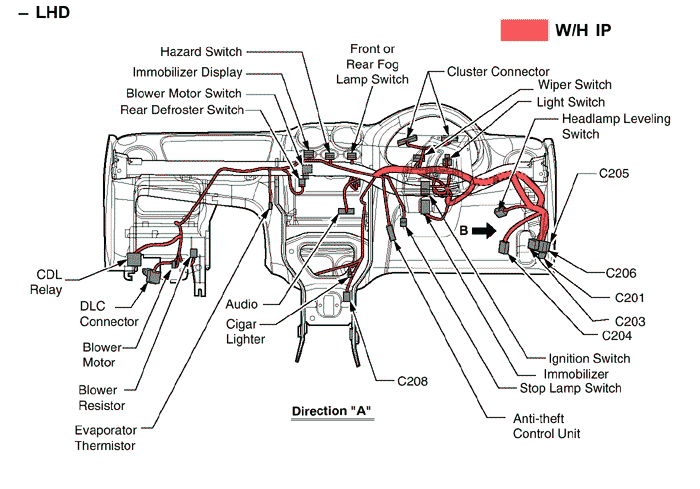 – LHD
W/H IP
Hazard Switch
Immobilizer Display
Blower Motor Switch
Rear Defroster Switch
Front or
Rear Fog
Lamp Switch
Cluster Connector
Wiper Switch
Light Switch
Headlamp Leveling
Switch
C205
B
C206
C201
C203
C204
CDL
Relay
DLC
Connector
Blower
Motor
Blower
Resistor
Evaporator
Thermistor
Audio
Cigar
Lighter
C208
Direction "A"
Ignition Switch
Immobilizer
Stop Lamp Switch
Anti-theft
Control Unit